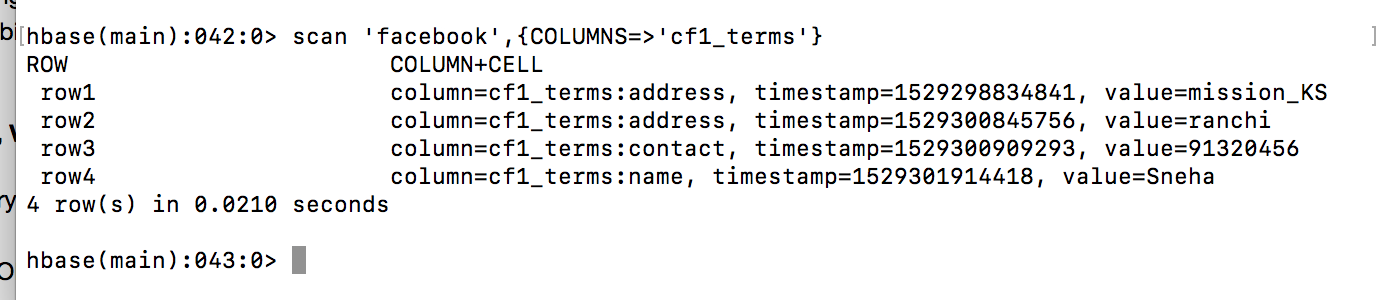 hbase(main):042:0> scan 'facebook',{COLUMNS=>'cf1_terms'}
ROW COLUMN+CELL
row1 column=cf1_terms:address, timestamp=1529298834841, value=mission_KS
row2 column=cf1_terms:address, timestamp=1529300845756, value=ranchi
row3 column=cf1_terms:contact, timestamp=1529300909293, value=91320456
row4 column=cf1_terms:name, timestamp=1529301914418, value=Sneha
4 row(s) in 0.0210 seconds
hbase(main):043:0>